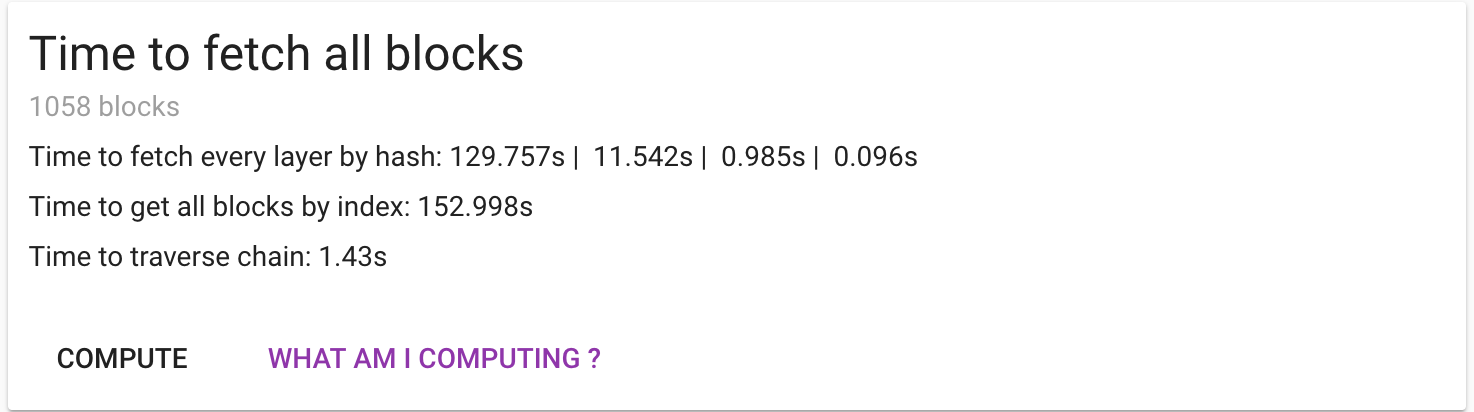 Time to fetch all blocks
1058 blocks
Time to fetch every layer by hash: 129.757s | 11.542s | 0.985s | 0.096s
Time to get all blocks by index: 152.998s
Time to traverse chain: 1.43s
COMPUTE WHAT AM I COMPUTING ?